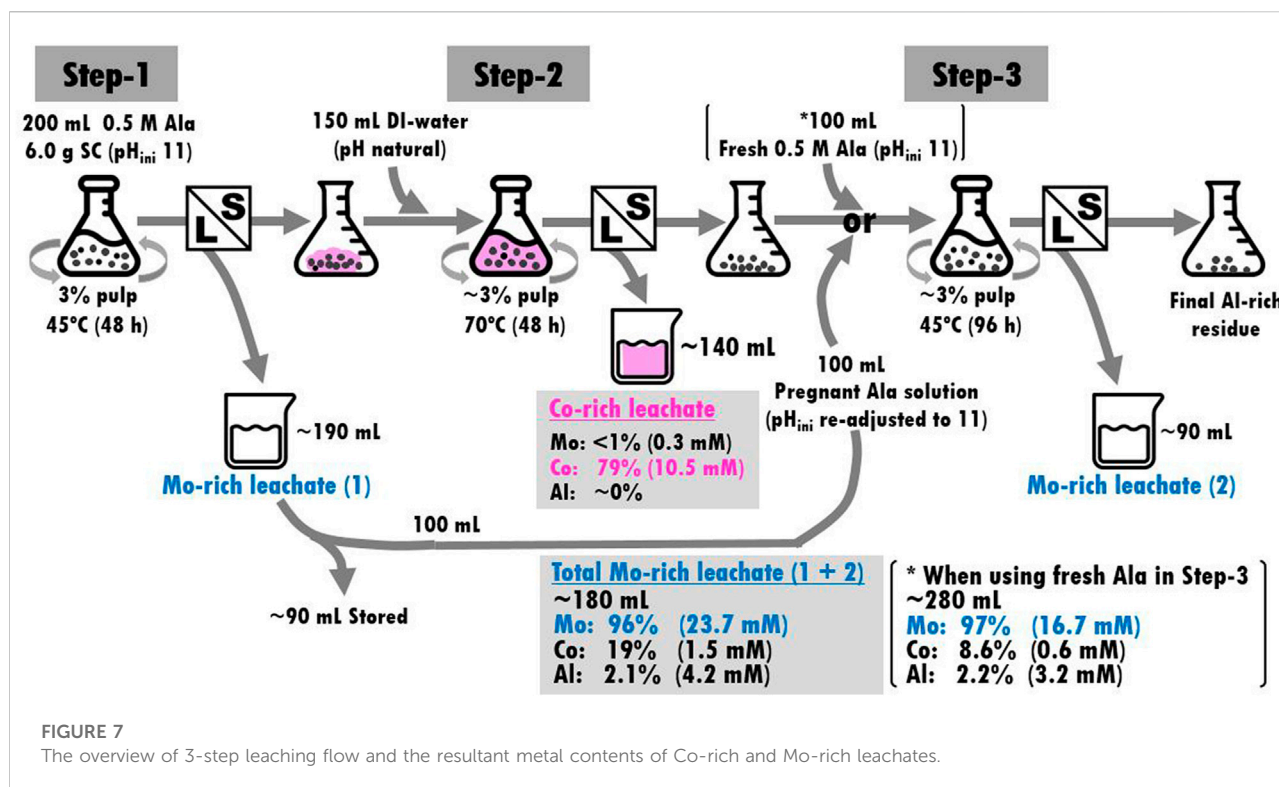 Step-1
200 mL 0.5 M Ala
6.0 g SC (pHini 11)
L S
3% pulp
45°C (48 h)
~190 mL
Mo-rich leachate (1)
100 mL
~90 mL Stored
150 mL DI-water
(pH natural)
Step-2
~3% pulp
70°C (48 h)
L S
~140 mL
Co-rich leachate
Mo: <1% (0.3 mM)
Co: 79% (10.5 mM)
Al: ~0%
*100 mL
Fresh 0.5 M Ala (pHini 11)
or
100 mL
Pregnant Ala solution
(pHini re-adjusted to 11)
Step-3
~3% pulp
45°C (96 h)
L S
Final Al-rich
residue
~90 mL
Mo-rich leachate (2)
Total Mo-rich leachate (1 + 2)
~180 mL
Mo: 96% (23.7 mM)
Co: 19% (1.5 mM)
Al: 2.1% (4.2 mM)
* When using fresh Ala in Step-3
~280 mL
Mo: 97% (16.7 mM)
Co: 8.6% (0.6 mM)
Al: 2.2% (3.2 mM)
FIGURE 7
The overview of 3-step leaching flow and the resultant metal contents of Co-rich and Mo-rich leachates.